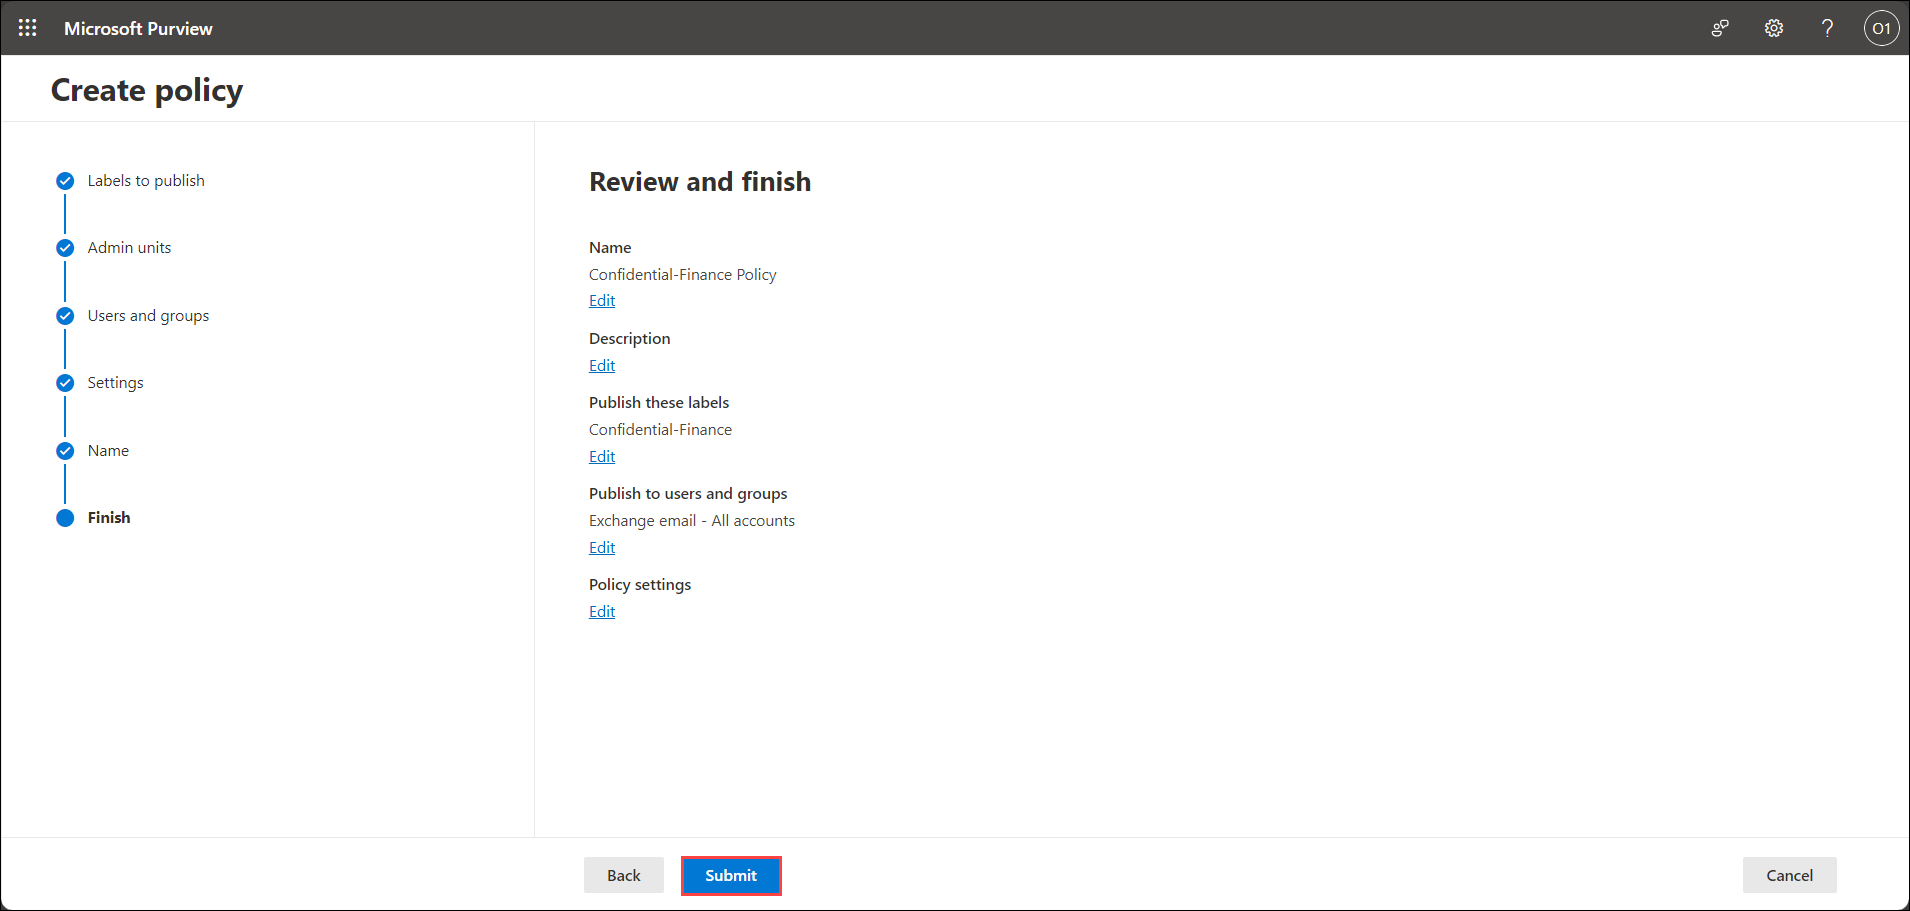 Microsoft Purview
? O1
Create policy
Labels to publish
Admin units
Users and groups
Settings
Name
Finish
Review and finish
Name
Confidential-Finance Policy
Edit
Description
Edit
Publish these labels
Confidential-Finance
Edit
Publish to users and groups
Exchange email - All accounts
Edit
Policy settings
Edit
Back Submit Cancel